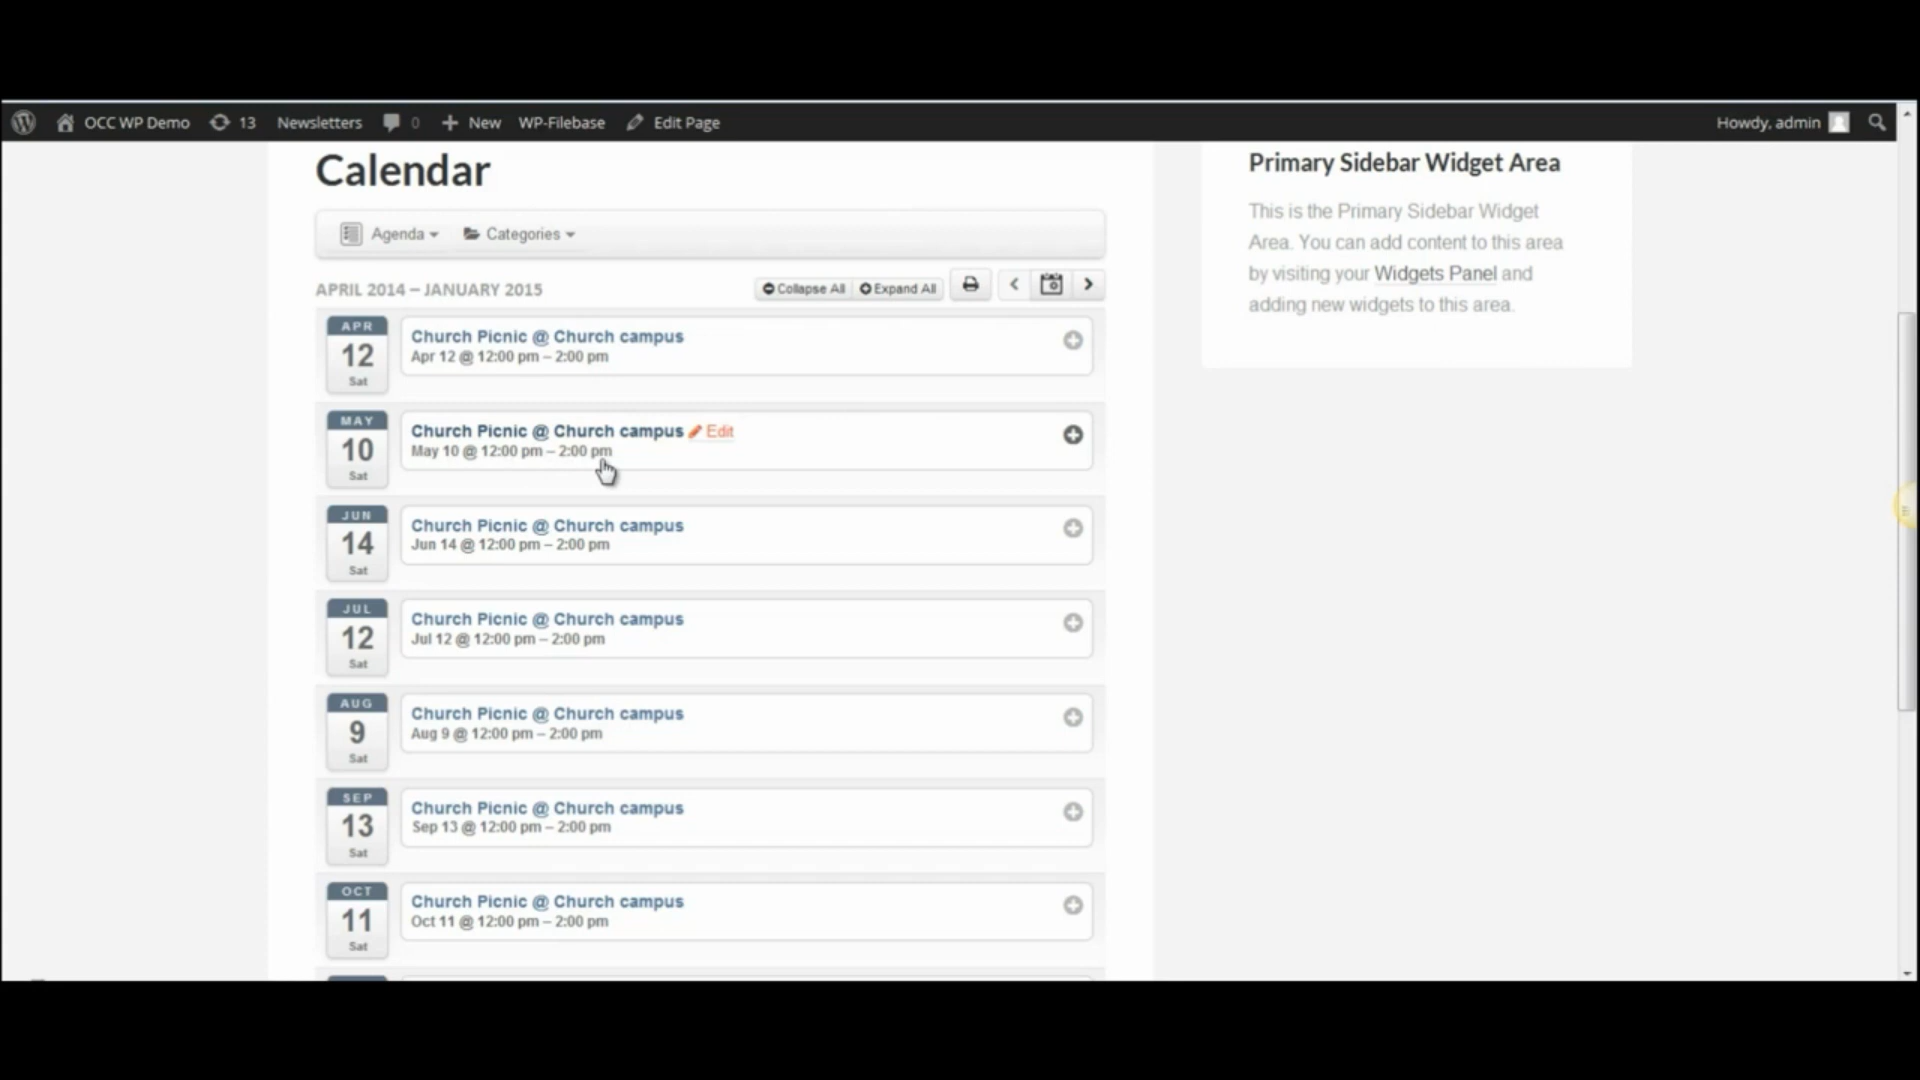 OCC WP Demo 13 Newsletters 0 New WP-Filebase Edit Page Howdy, admin
Calendar
Agenda Categories
APRIL 2014 – JANUARY 2015 Collapse All Expand All
APR
12
Sat
Church Picnic @ Church campus
Apr 12 @ 12:00 pm – 2:00 pm
MAY
10
Sat
Church Picnic @ Church campus Edit
May 10 @ 12:00 pm – 2:00 pm
JUN
14
Sat
Church Picnic @ Church campus
Jun 14 @ 12:00 pm – 2:00 pm
JUL
12
Sat
Church Picnic @ Church campus
Jul 12 @ 12:00 pm – 2:00 pm
AUG
9
Sat
Church Picnic @ Church campus
Aug 9 @ 12:00 pm – 2:00 pm
SEP
13
Sat
Church Picnic @ Church campus
Sep 13 @ 12:00 pm – 2:00 pm
OCT
11
Sat
Church Picnic @ Church campus
Oct 11 @ 12:00 pm – 2:00 pm
Primary Sidebar Widget Area
This is the Primary Sidebar Widget
Area. You can add content to this area
by visiting your Widgets Panel and
adding new widgets to this area.